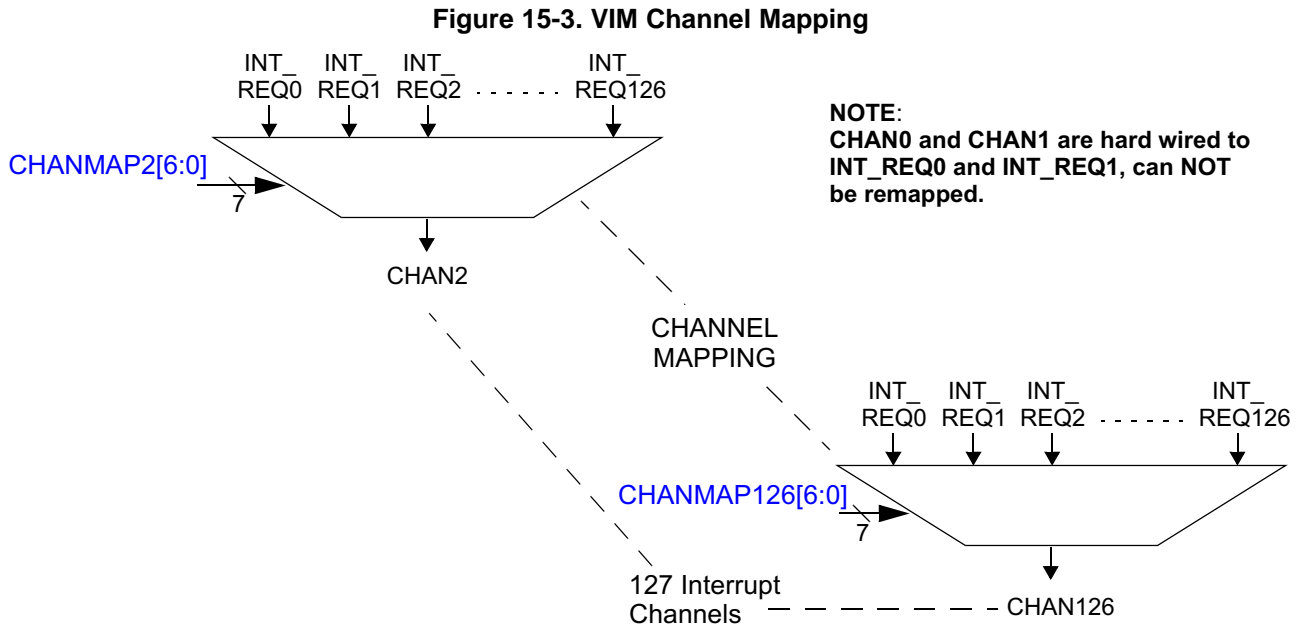 Figure 15-3. VIM Channel Mapping
INT_ INT_ INT_ INT_
REQ0 REQ1 REQ2 REQ126
NOTE:
CHAN0 and CHAN1 are hard wired to
INT_REQ0 and INT_REQ1, can NOT
be remapped.
CHANMAP2[6:0]
7
CHAN2
CHANNEL
MAPPING
INT_ INT_ INT_ INT_
REQ0 REQ1 REQ2 REQ126
CHANMAP126[6:0]
7
127 Interrupt
Channels
CHAN126